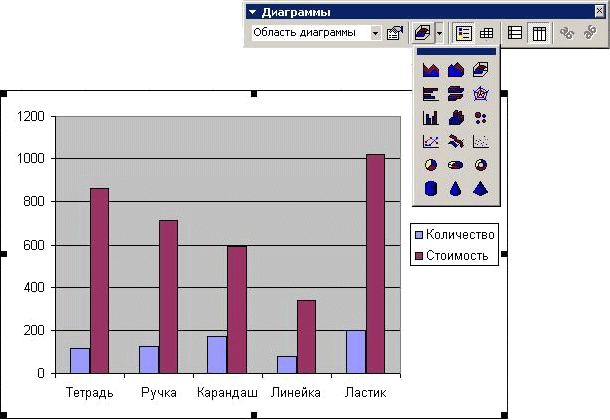 Диаграммы
Область диаграммы
1200
1000
800
600
400
200
0
Тетрадь Ручка Карандаш Линейка Ластик
Количество
Стоимость